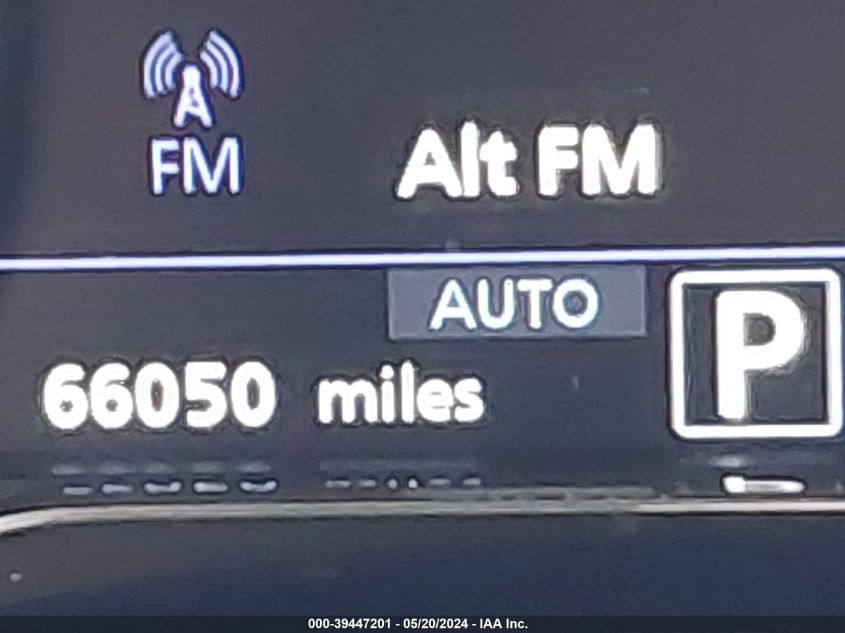 A
FM
Alt FM
AUTO
P
66050 miles
000-39447201 - 05/20/2024 - IAA Inc.